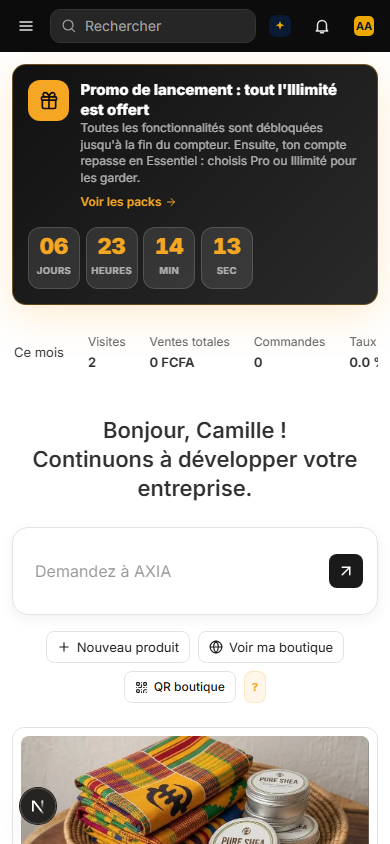 Rechercher
AA
Promo de lancement : tout l'Illimité
est offert
Toutes les fonctionnalités sont débloquées
jusqu'à la fin du compteur. Ensuite, ton compte
repasse en Essentiel : choisis Pro ou Illimité pour
les garder.
Voir les packs →
06 23 14 13
JOURS HEURES MIN SEC
Ce mois
Visites Ventes totales Commandes Taux
2 0 FCFA 0 0.0 %
Bonjour, Camille !
Continuons à développer votre
entreprise.
Demandez à AXIA
Nouveau produit Voir ma boutique
QR boutique ?
PURE SHEA
PURE SHEA
N